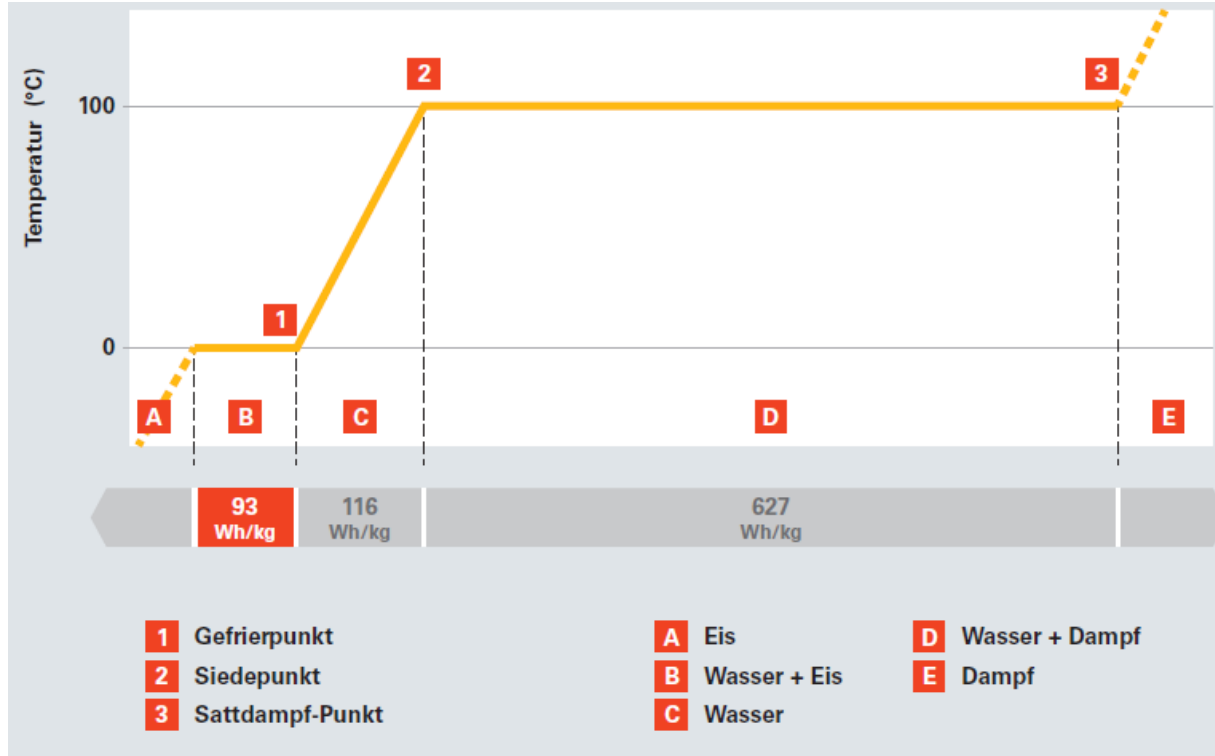 Temperatur (°C)
2
3
100
1
0
A
B
C
D
E
93
Wh/kg
116
Wh/kg
627
Wh/kg
1 Gefrierpunkt
2 Siedepunkt
3 Sattdampf-Punkt
A Eis
B Wasser + Eis
C Wasser
D Wasser + Dampf
E Dampf